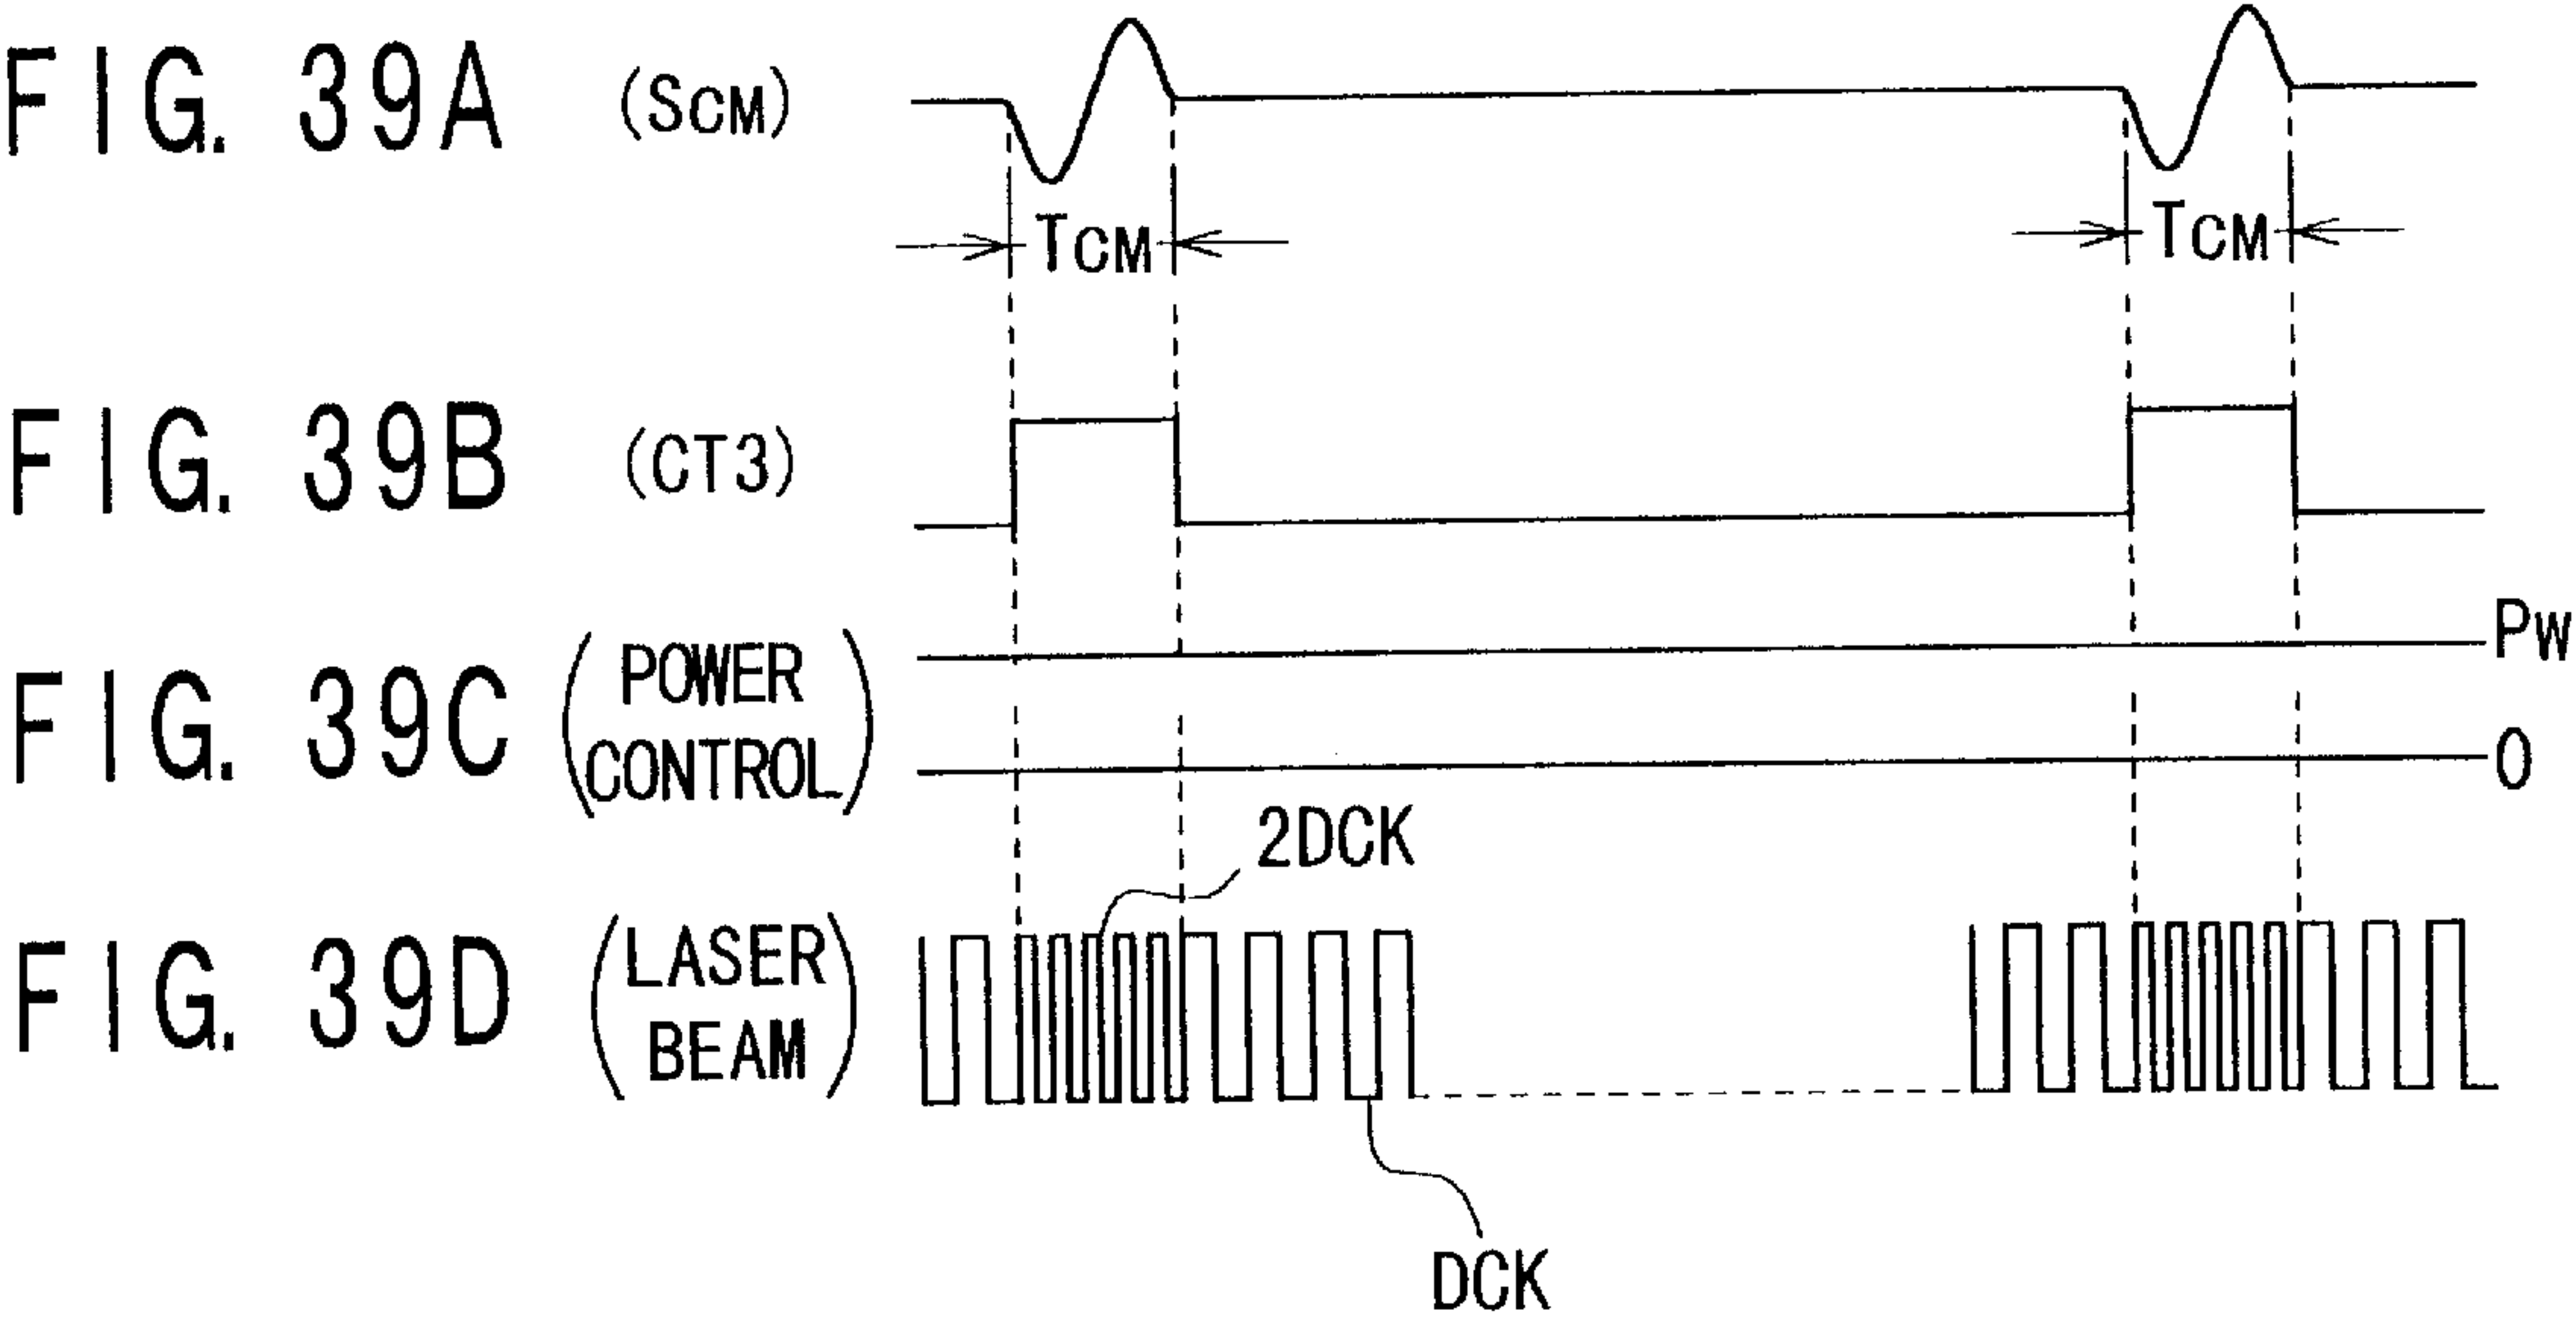 FIG. 39A (SCM)
TCM TCM
FIG. 39B (CT3)
FIG. 39C (POWER CONTROL) PW
0
2DCK
FIG. 39D (LASER BEAM)
DCK